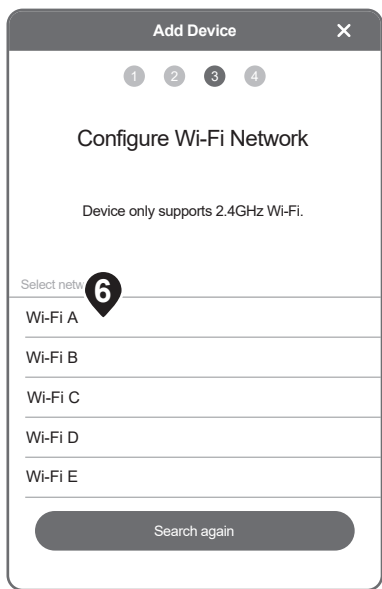 Add Device
1 2 3 4
Configure Wi-Fi Network
Device only supports 2.4GHz Wi-Fi.
Select netw
6
Wi-Fi A
Wi-Fi B
Wi-Fi C
Wi-Fi D
Wi-Fi E
Search again